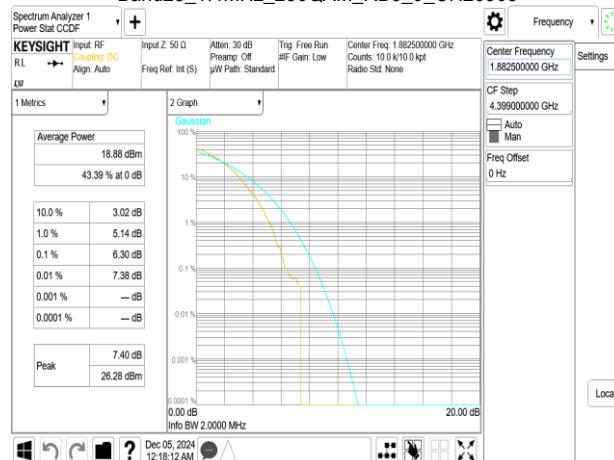 Spectrum Analyzer 1
Power Stat CCDF
Frequency
Settings
KEYSIGHT
RL
LXI
Input: RF
Coupling: DC
Align: Auto
Input Z: 50 Ω
Freq Ref: Int (S)
Atten: 30 dB
Preamp: Off
µW Path: Standard
Trig: Free Run
#IF Gain: Low
Center Freq: 1.882500000 GHz
Counts: 10.0 k/10.0 kpt
Radio Std: None
Center Frequency
1.882500000 GHz
CF Step
4.399000000 GHz
Auto
Man
Freq Offset
0 Hz
1 Metrics
Average Power
18.88 dBm
43.39 % at 0 dB
10.0 % 3.02 dB
1.0 % 5.14 dB
0.1 % 6.30 dB
0.01 % 7.38 dB
0.001 % --- dB
0.0001 % --- dB
Peak 7.40 dB
26.28 dBm
2 Graph
Gaussian
100 %
10 %
1 %
0.1 %
0.01 %
0.001 %
0.0001 %
0.00 dB 20.00 dB
Info BW 2.0000 MHz
Loca
Dec 05, 2024
12:18:12 AM